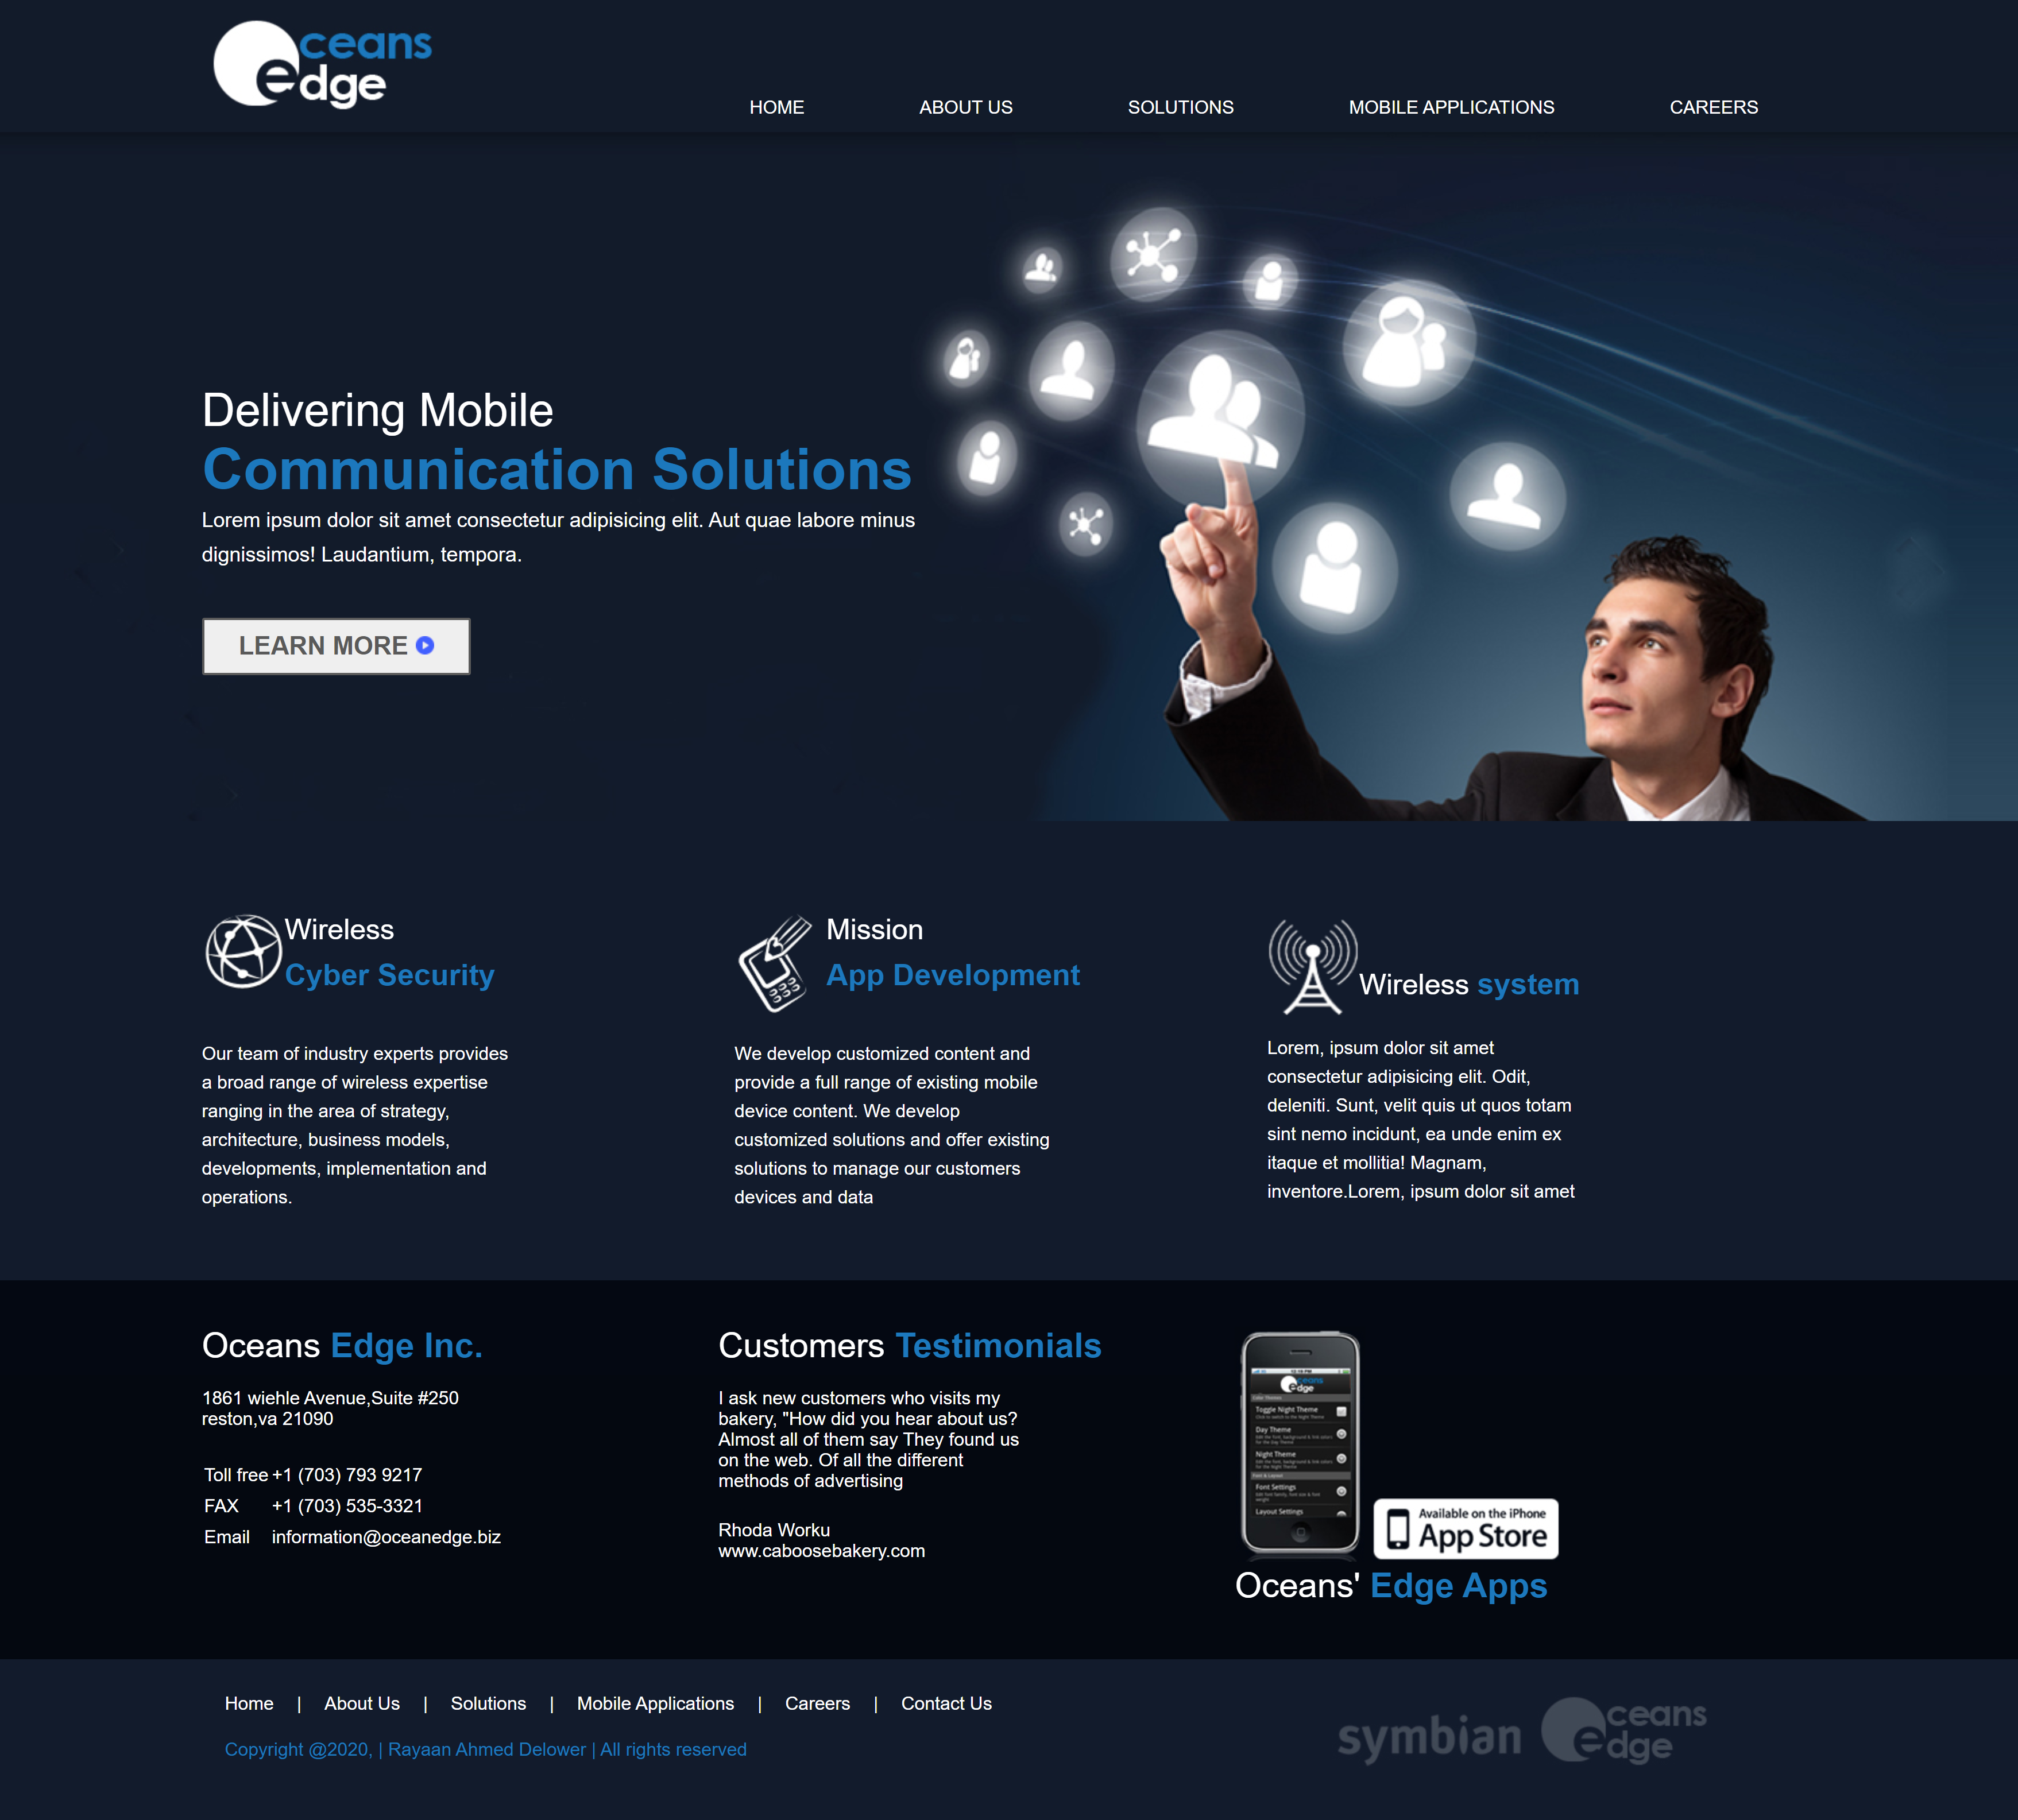 Oceans
edge
HOME
ABOUT US
SOLUTIONS
MOBILE APPLICATIONS
CAREERS
Delivering Mobile
Communication Solutions
Lorem ipsum dolor sit amet consectetur adipisicing elit. Aut quae labore minus
dignissimos! Laudantium, tempora.
LEARN MORE
Wireless
Cyber Security
Our team of industry experts provides
a broad range of wireless expertise
ranging in the area of strategy,
architecture, business models,
developments, implementation and
operations.
Mission
App Development
We develop customized content and
provide a full range of existing mobile
device content. We develop
customized solutions and offer existing
solutions to manage our customers
devices and data
Wireless system
Lorem, ipsum dolor sit amet
consectetur adipisicing elit. Odit,
deleniti. Sunt, velit quis ut quos totam
sint nemo incidunt, ea unde enim ex
itaque et mollitia! Magnam,
inventore.Lorem, ipsum dolor sit amet
Oceans Edge Inc.
1861 wiehle Avenue,Suite #250
reston,va 21090
Toll free +1 (703) 793 9217
FAX +1 (703) 535-3321
Email information@oceanedge.biz
Customers Testimonials
I ask new customers who visits my
bakery, "How did you hear about us?
Almost all of them say They found us
on the web. Of all the different
methods of advertising
Rhoda Worku
www.caboosebakery.com
Oceans
edge
Toggle Night Theme
Day Theme
Night Theme
Font Settings
Layout Settings
Available on the iPhone
App Store
Oceans' Edge Apps
Home | About Us | Solutions | Mobile Applications | Careers | Contact Us
Copyright @2020, | Rayaan Ahmed Delower | All rights reserved
symbian
Oceans
edge